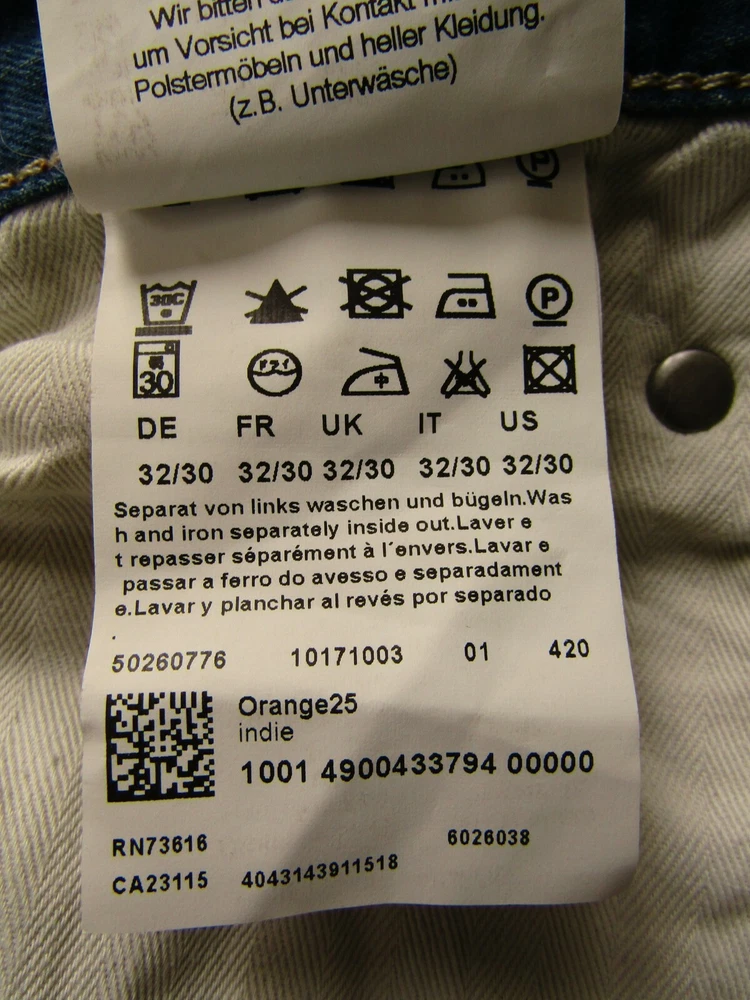 Wir bitten
um Vorsicht bei Kontakt
Polstermöbeln und heller Kleidung.
(z.B. Unterwäsche)
30C
P
ドライ
30
DE FR UK IT US
32/30 32/30 32/30 32/30 32/30
Separat von links waschen und bügeln.Was
h and iron separately inside out.Laver e
t repasser séparément à l´envers.Lavar e
passar a ferro do avesso e separadament
e.Lavar y planchar al revés por separado
.
50260776 10171003 01 420
Orange25
indie
1001 4900433794 00000
RN73616 6026038
CA23115 4043143911518